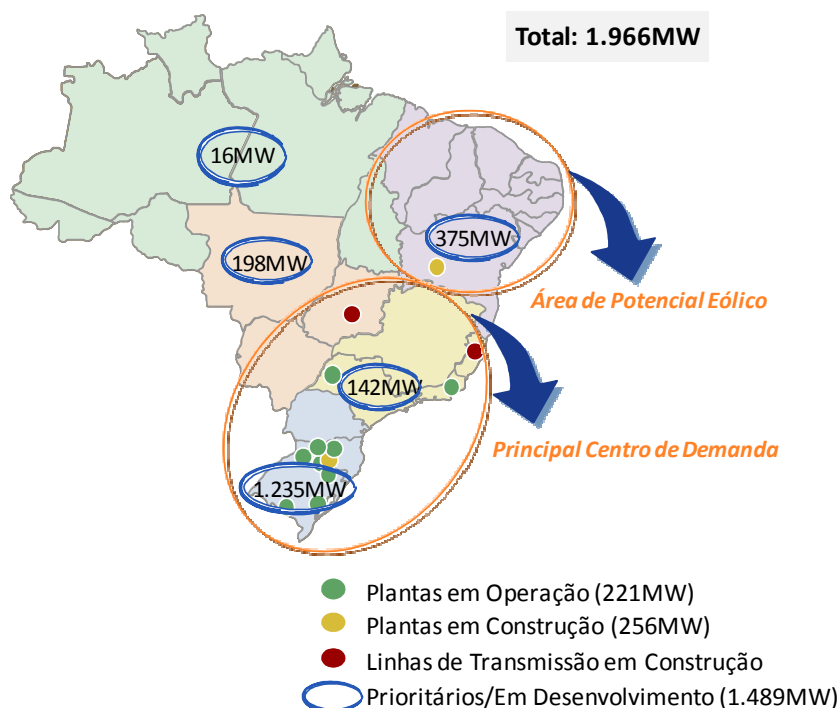 Total: 1.966MW
16MW
375MW
198MW
Área de Potencial Eólico
142MW
Principal Centro de Demanda
1.235MW
Plantas em Operação (221MW)
Plantas em Construção (256MW)
Linhas de Transmissão em Construção
Prioritários/Em Desenvolvimento (1.489MW)